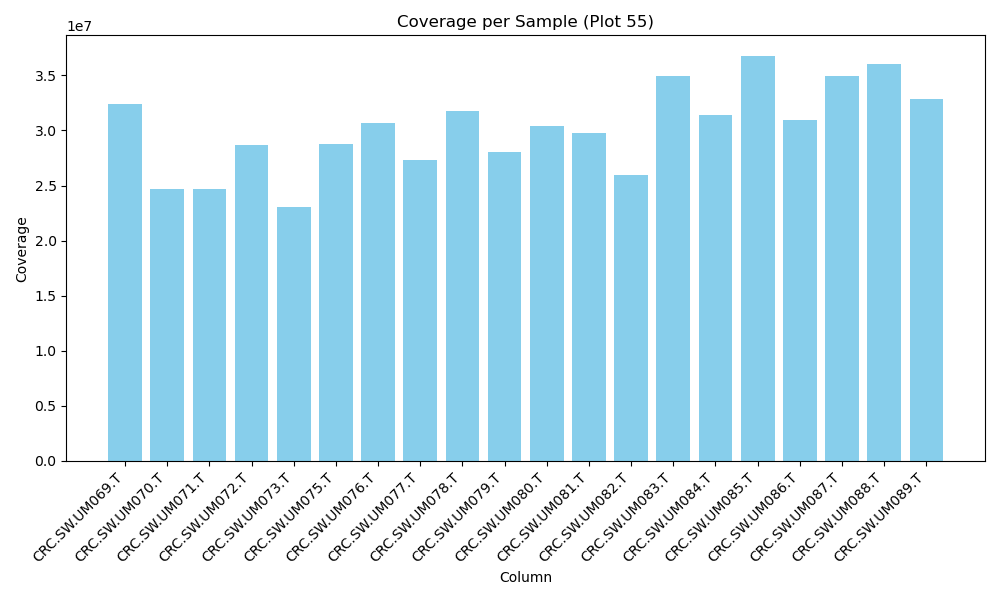 Coverage per Sample (Plot 55)
1e7
3.5
3.0
2.5
2.0
1.5
1.0
0.5
0.0
Coverage
CRC.SW.UM069.T
CRC.SW.UM070.T
CRC.SW.UM071.T
CRC.SW.UM072.T
CRC.SW.UM073.T
CRC.SW.UM075.T
CRC.SW.UM076.T
CRC.SW.UM077.T
CRC.SW.UM078.T
CRC.SW.UM079.T
CRC.SW.UM080.T
CRC.SW.UM081.T
CRC.SW.UM082.T
CRC.SW.UM083.T
CRC.SW.UM084.T
CRC.SW.UM085.T
CRC.SW.UM086.T
CRC.SW.UM087.T
CRC.SW.UM088.T
CRC.SW.UM089.T
Column